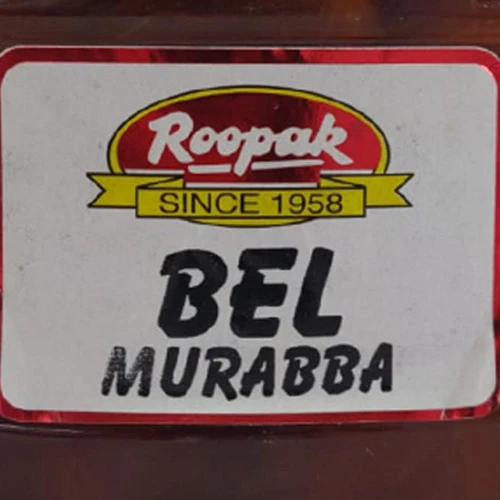 Roopak
SINCE 1958
BEL
MURABBA